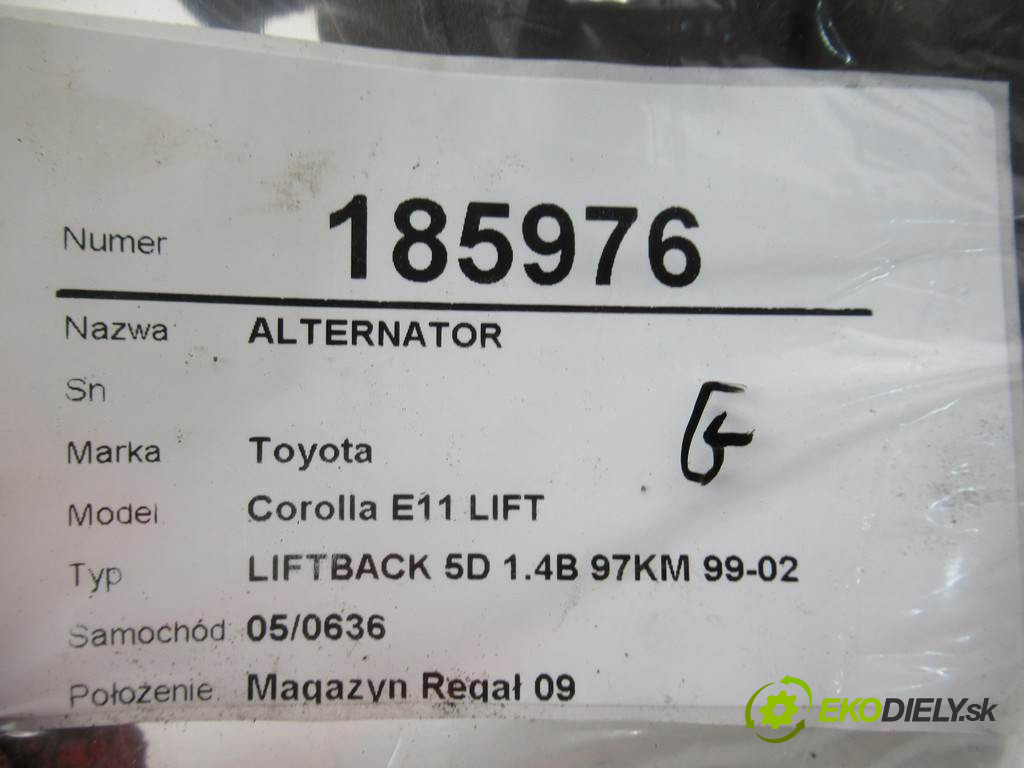 Numer 185976
Nazwa ALTERNATOR
Sn
Marka Toyota
Model Corolla E11 LIFT
Typ LIFTBACK 5D 1.4B 97KM 99-02
Samochód 05/0636
Położenie Magazyn Regał 09
G
EKODIELY.sk